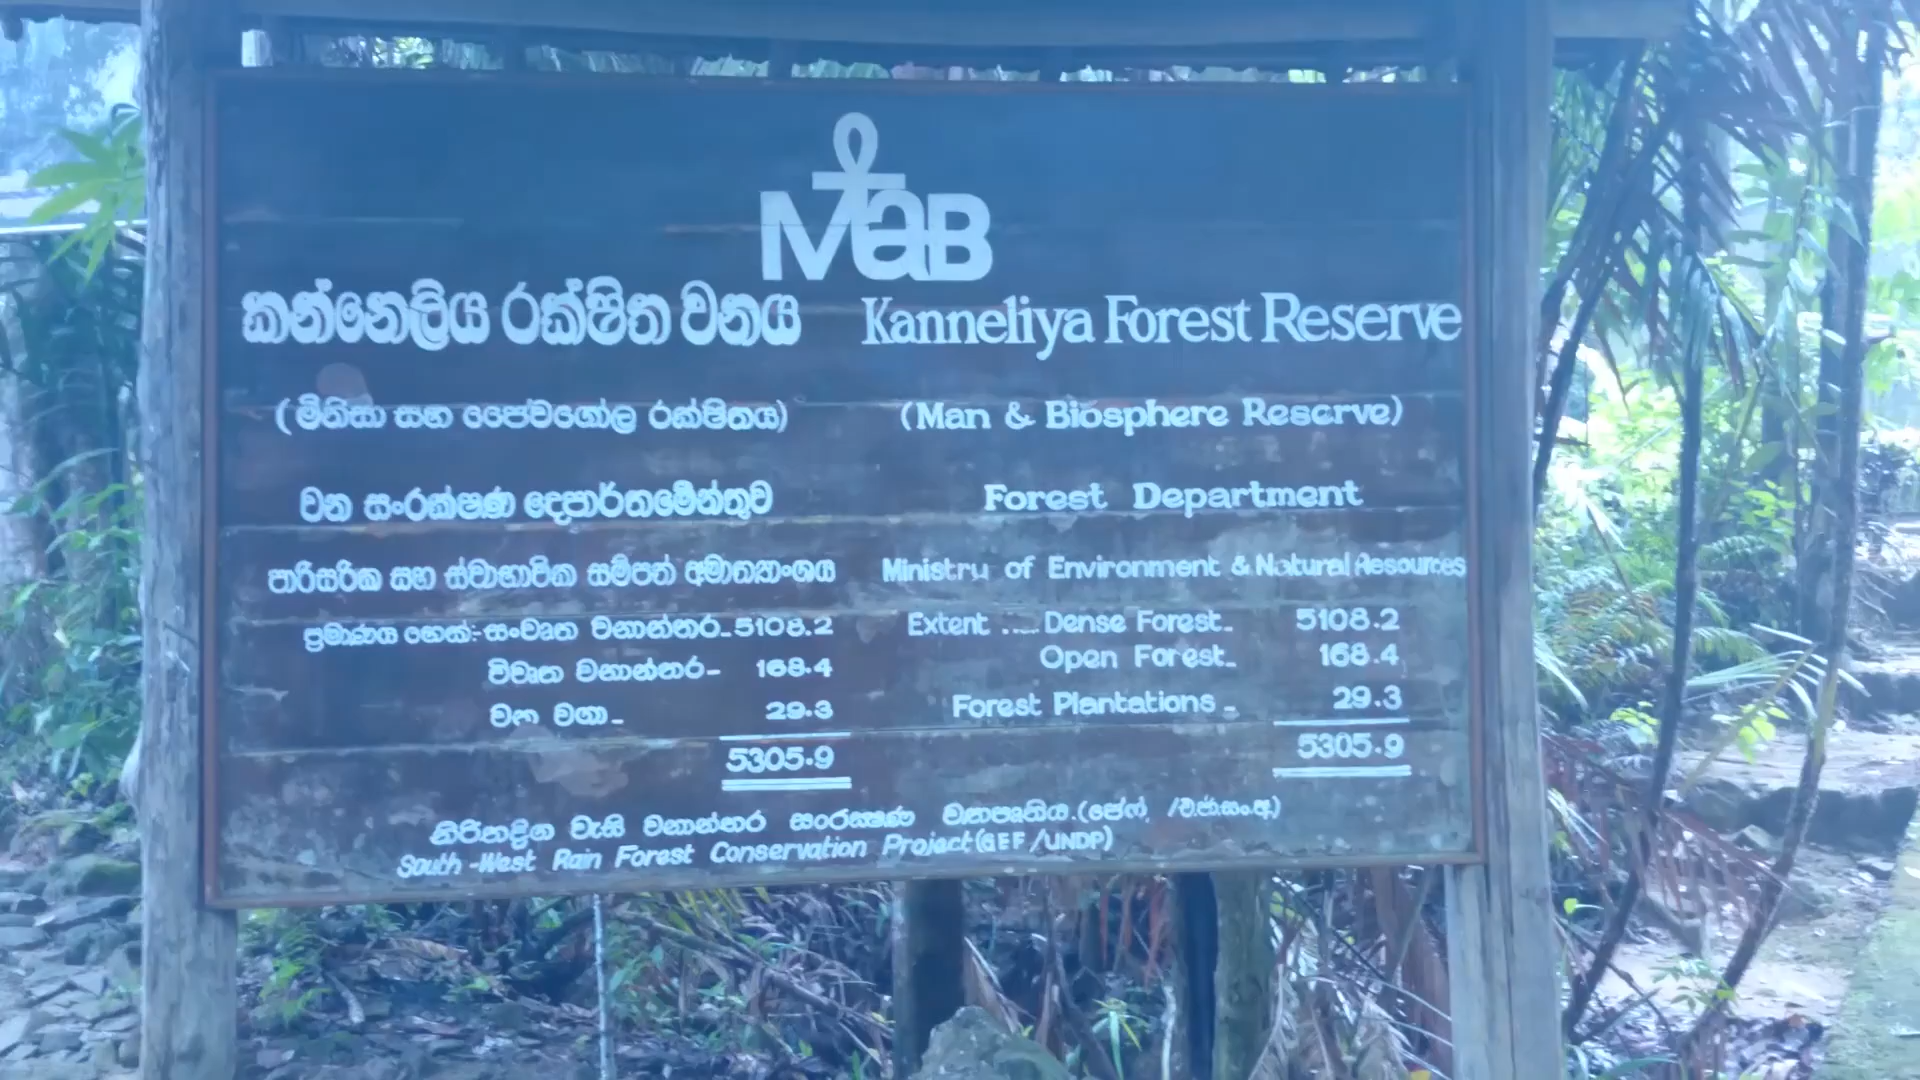 MaB
කන්නෙලිය රක්ෂිත වනය Kanneliya Forest Reserve
(මිනිසා සහ ජෛවගෝල රක්ෂිතය) (Man & Biosphere Reserve)
වන සංරක්ෂණ දෙපාර්තමේන්තුව Forest Department
පාරිසරික සහ ස්වාභාවික සම්පත් අමාත්‍යාංශය Ministry of Environment & Natural Resources
ප්‍රමාණය හෙක්:- සංවෘත වනාන්තර - 5108.2 Extent Dense Forest - 5108.2
විවෘත වනාන්තර - 168.4 Open Forest - 168.4
වන වගා - 29.3 Forest Plantations - 29.3
5305.9 5305.9
නිරිතදිග වැසි වනාන්තර සංරක්ෂණ ව්‍යාපෘතිය.
South-West Rain Forest Conservation Project (GEF/UNDP)